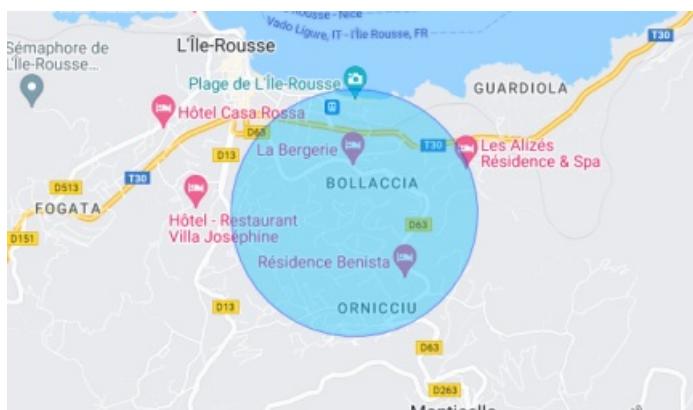 Rousse - Nice
Vado Ligure, IT - l'Île Rousse, FR
T30
Sémaphore de
L'Île-Rousse...
L'Île-Rousse
Plage de L'Île-Rousse
GUARDIOLA
Hôtel Casa Rossa
D63
La Bergerie
T30
Les Alizés
Résidence & Spa
D13
BOLLACCIA
T30
D513
FOGATA
Hôtel - Restaurant
Villa Joséphine
D63
D151
Résidence Benista
D13
ORNICCIU
D63
D263
Monticello